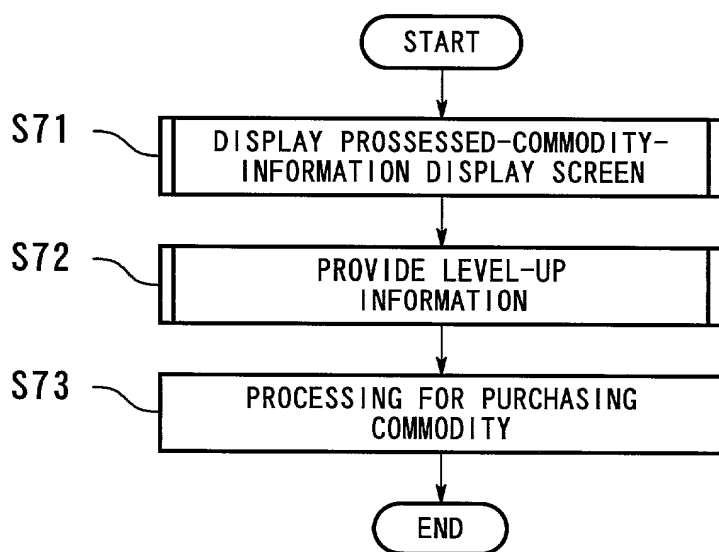 START
S71
DISPLAY PROSSESSED-COMMODITY-
INFORMATION DISPLAY SCREEN
S72
PROVIDE LEVEL-UP
INFORMATION
S73
PROCESSING FOR PURCHASING
COMMODITY
END